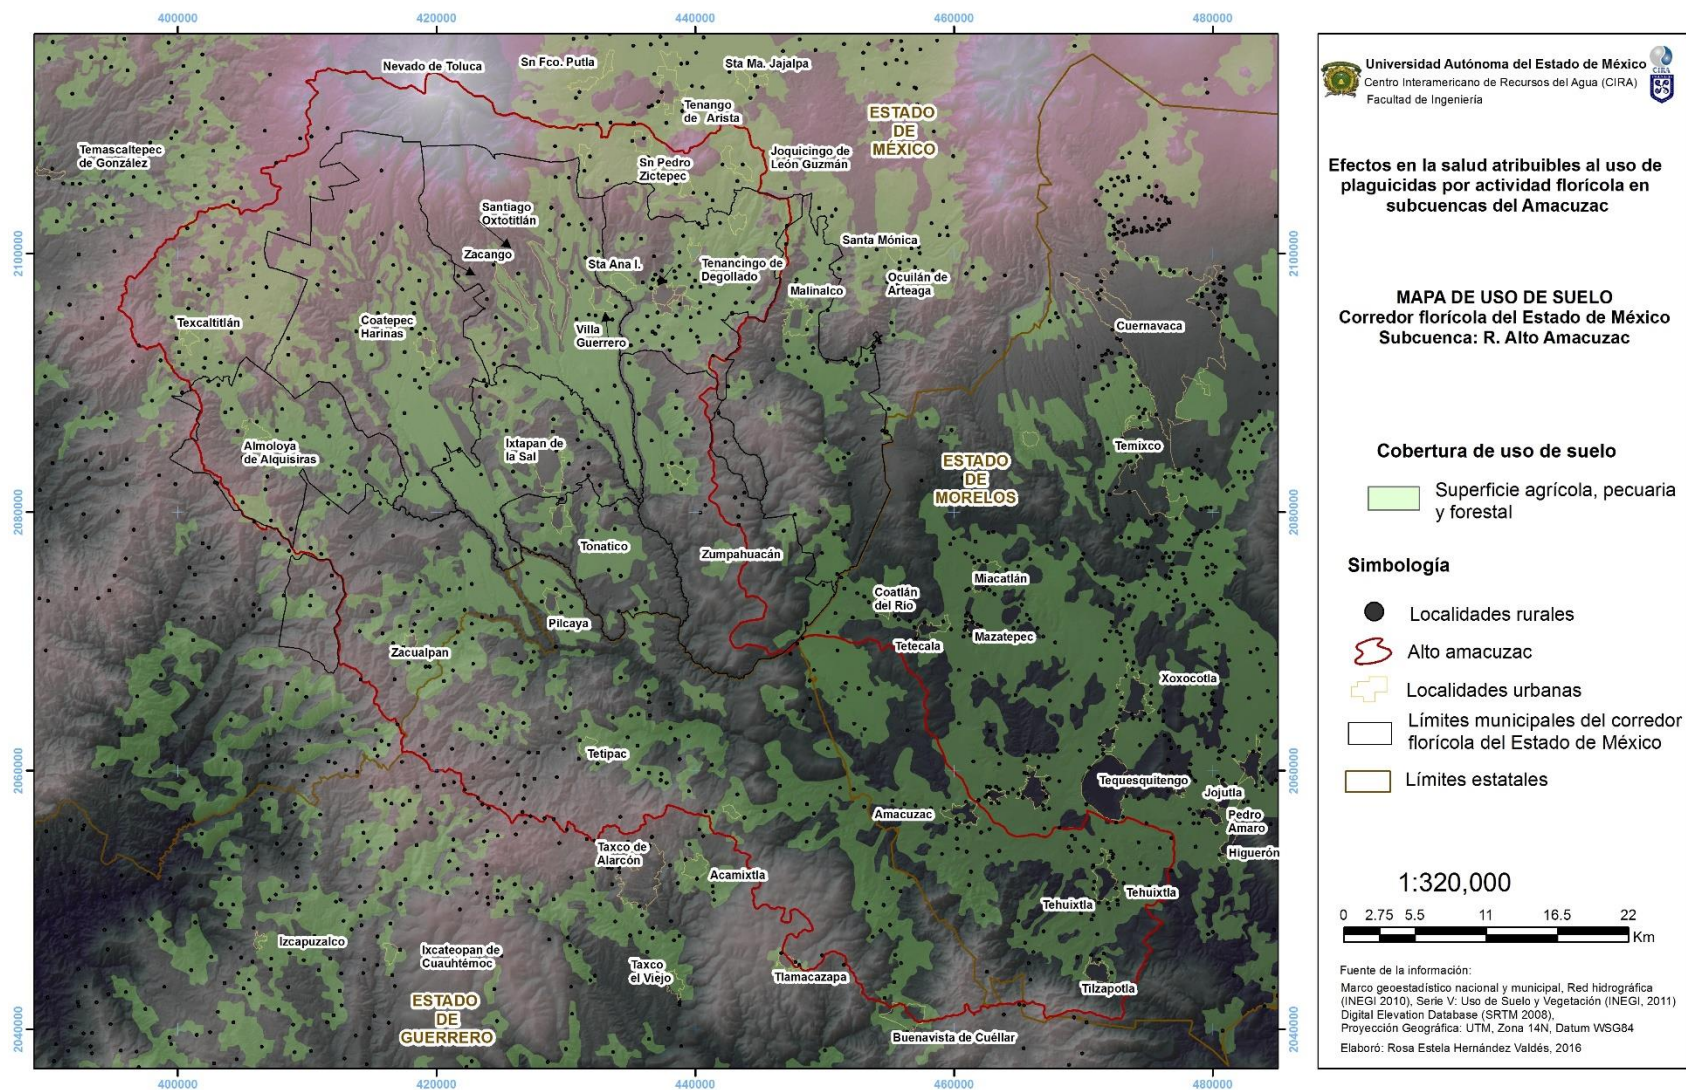 400000
420000
440000
460000
480000
Nevado de Toluca
Sn Fco. Putla
Sta Ma. Jajalpa
Tenango
de Arista
ESTADO
DE
MÉXICO
Temascaltepec
de González
Sn Pedro
Zictepec
Joquicingo de
León Guzmán
Santiago
Oxtotitlán
Zacango
Sta Ana I.
Tenancingo de
Degollado
Santa Mónica
Malinalco
Ocuilán de
Arteaga
2100000
2100000
Texcaltitlán
Coatepec
Harinas
Villa
Guerrero
Cuernavaca
Almoloya
de Alquisiras
Ixtapan de
la Sal
ESTADO
DE
MORELOS
Temixco
2080000
2080000
Tonatico
Zumpahuacán
Miacatlán
Coatlán
del Río
Pilcaya
Mazatepec
Zacualpan
Tetecala
Xoxocotla
Tetipac
2060000
2060000
Tequesquitengo
Jojutla
Amacuzac
Pedro
Amaro
Higuerón
Taxco de
Alarcón
Acamixtla
Tehuixtla
Tehuixtla
Izcapuzalco
Ixcateopan de
Cuauhtémoc
Taxco
el Viejo
Tlamacazapa
Tilzapotla
ESTADO
DE
GUERRERO
Buenavista de Cuéllar
2040000
2040000
400000
420000
440000
460000
480000
Universidad Autónoma del Estado de México
Centro Interamericano de Recursos del Agua (CIRA)
Facultad de Ingeniería
CIRA
Efectos en la salud atribuibles al uso de
plaguicidas por actividad florícola en
subcuencas del Amacuzac
MAPA DE USO DE SUELO
Corredor florícola del Estado de México
Subcuenca: R. Alto Amacuzac
Cobertura de uso de suelo
Superficie agrícola, pecuaria
y forestal
Simbología
Localidades rurales
Alto amacuzac
Localidades urbanas
Límites municipales del corredor
florícola del Estado de México
Límites estatales
1:320,000
0 2.75 5.5 11 16.5 22
Km
Fuente de la información:
Marco geoestadístico nacional y municipal, Red hidrográfica
(INEGI 2010), Serie V: Uso de Suelo y Vegetación (INEGI, 2011)
Digital Elevation Database (SRTM 2008),
Proyección Geográfica: UTM, Zona 14N, Datum WSG84
Elaboró: Rosa Estela Hernández Valdés, 2016